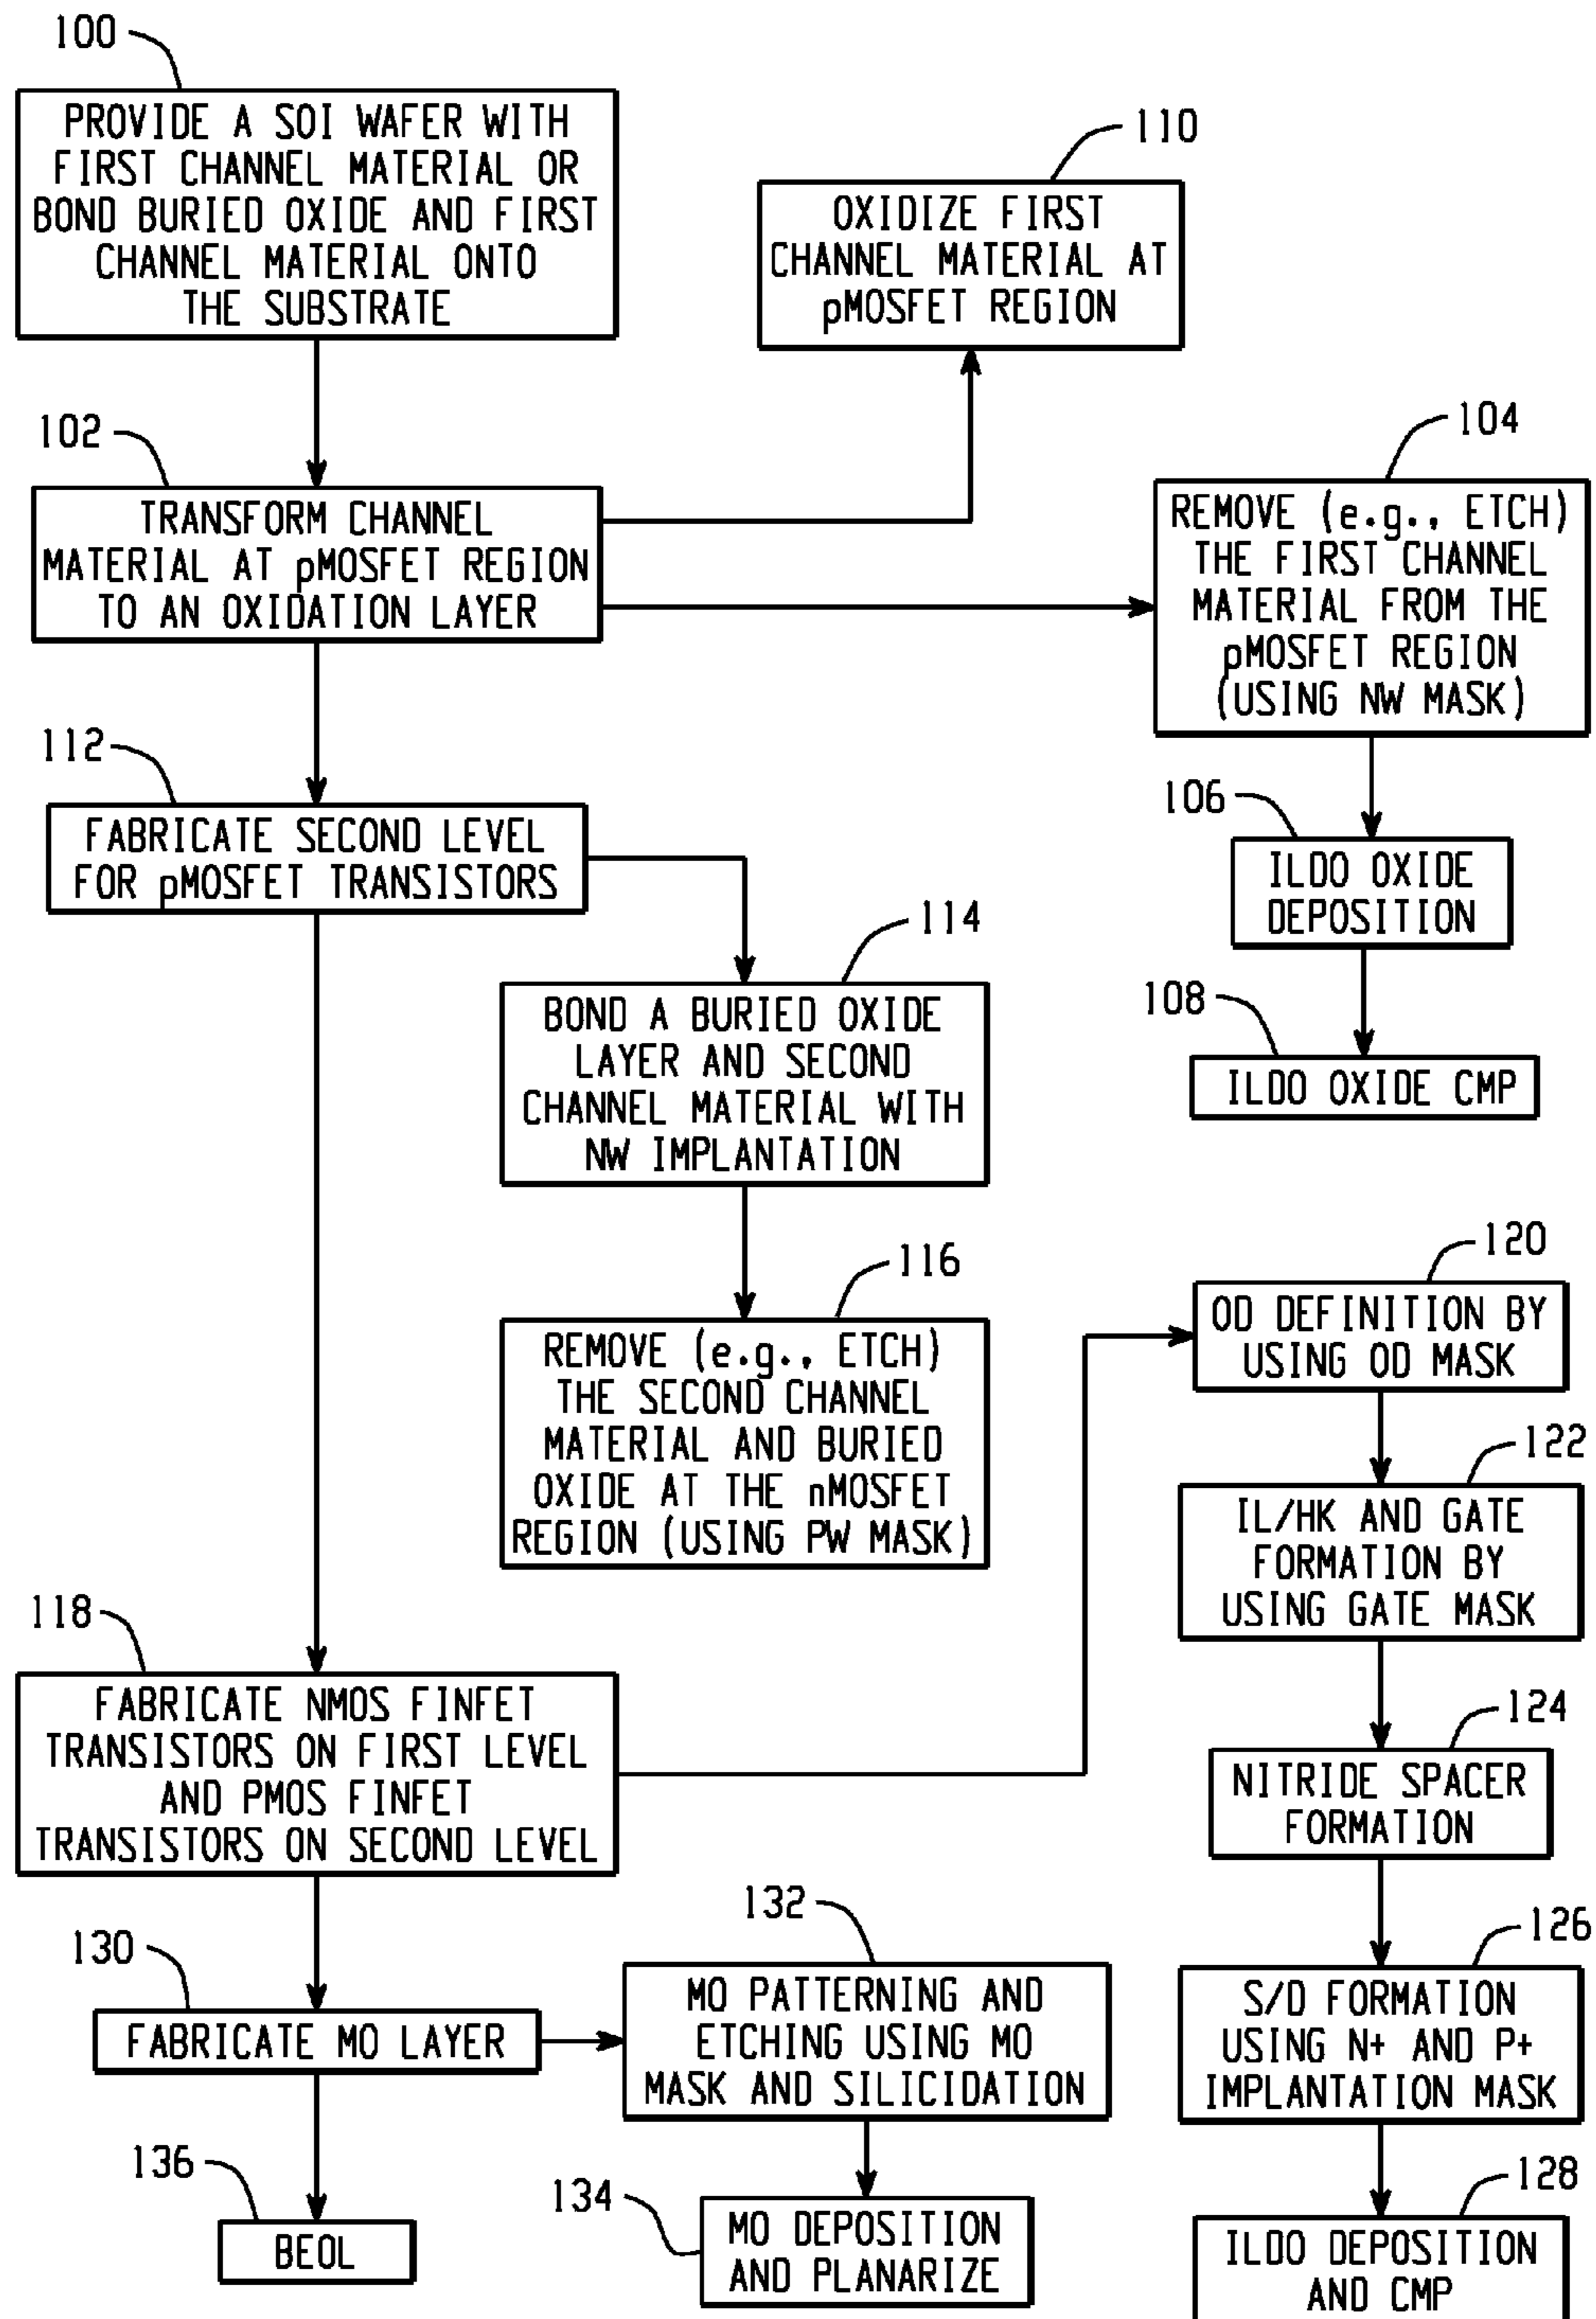 100
PROVIDE A SOI WAFER WITH
FIRST CHANNEL MATERIAL OR
BOND BURIED OXIDE AND FIRST
CHANNEL MATERIAL ONTO
THE SUBSTRATE
110
OXIDIZE FIRST
CHANNEL MATERIAL AT
pMOSFET REGION
102
TRANSFORM CHANNEL
MATERIAL AT pMOSFET REGION
TO AN OXIDATION LAYER
104
REMOVE (e.g., ETCH)
THE FIRST CHANNEL
MATERIAL FROM THE
pMOSFET REGION
(USING NW MASK)
106
ILDO OXIDE
DEPOSITION
108
ILDO OXIDE CMP
112
FABRICATE SECOND LEVEL
FOR pMOSFET TRANSISTORS
114
BOND A BURIED OXIDE
LAYER AND SECOND
CHANNEL MATERIAL WITH
NW IMPLANTATION
116
REMOVE (e.g., ETCH)
THE SECOND CHANNEL
MATERIAL AND BURIED
OXIDE AT THE nMOSFET
REGION (USING PW MASK)
118
FABRICATE NMOS FINFET
TRANSISTORS ON FIRST LEVEL
AND PMOS FINFET
TRANSISTORS ON SECOND LEVEL
120
OD DEFINITION BY
USING OD MASK
122
IL/HK AND GATE
FORMATION BY
USING GATE MASK
124
NITRIDE SPACER
FORMATION
126
S/D FORMATION
USING N+ AND P+
IMPLANTATION MASK
128
ILDO DEPOSITION
AND CMP
130
FABRICATE MO LAYER
132
MO PATTERNING AND
ETCHING USING MO
MASK AND SILICIDATION
134
MO DEPOSITION
AND PLANARIZE
136
BEOL